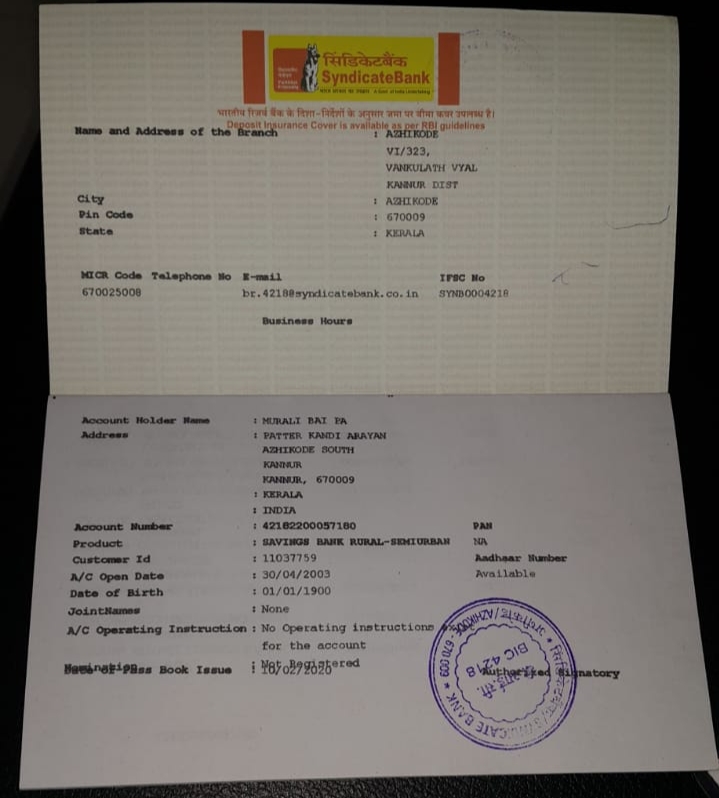 सिंडिकेटबैंक
SyndicateBank
भारतीय रिज़र्व बैंक के दिशा-निर्देशों के अनुसार जमा पर बीमा कवर उपलब्ध है।
Deposit Insurance Cover is available as per RBI guidelines
Name and Address of the Branch : AZHIKODE
VI/323,
VANKULATH VYAL
KANNUR DIST
City : AZHIKODE
Pin Code : 670009
State : KERALA
MICR Code Telephone No E-mail IFSC No
670025008 br.4218@syndicatebank.co.in SYNB0004218
Business Hours
Account Holder Name : MURALI BAI PA
Address : PATTER KANDI ARAYAN
AZHIKODE SOUTH
KANNUR
KANNUR, 670009
: KERALA
: INDIA
Account Number : 42182200057180 PAN
Product : SAVINGS BANK RURAL-SEMIURBAN NA
Customer Id : 11037759 Aadhaar Number
A/C Open Date : 30/04/2003 Available
Date of Birth : 01/01/1900
JointNames : None
A/C Operating Instruction : No Operating instructions
for the account
Nomination : Not Registered
Date of Pass Book Issue : 10/02/2020 Authorized Signatory
SYNDICATE BANK * AZHIKODE - 670 009
BIC 4218